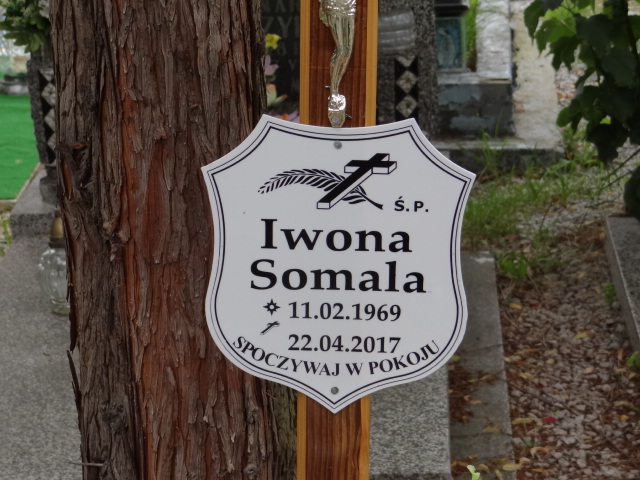 Ś.P.
Iwona
Somala
11.02.1969
22.04.2017
SPOCZYWAJ W POKOJU